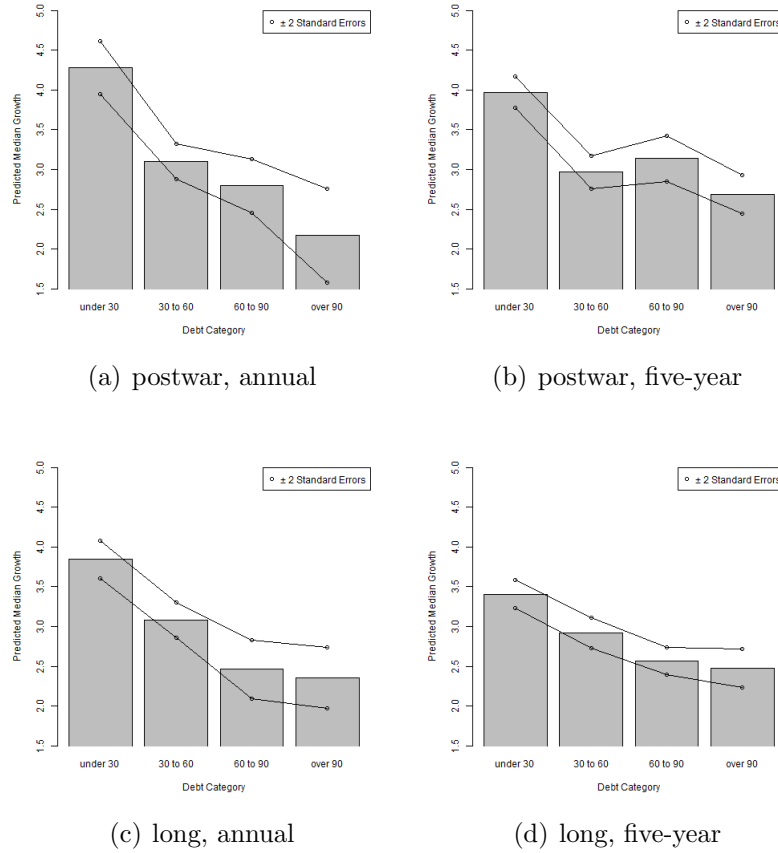 ± 2 Standard Errors
Predicted Median Growth
5.0
4.5
4.0
3.5
3.0
2.5
2.0
1.5
under 30 30 to 60 60 to 90 over 90
Debt Category
(a) postwar, annual
± 2 Standard Errors
Predicted Median Growth
5.0
4.5
4.0
3.5
3.0
2.5
2.0
1.5
under 30 30 to 60 60 to 90 over 90
Debt Category
(b) postwar, five-year
± 2 Standard Errors
Predicted Median Growth
5.0
4.5
4.0
3.5
3.0
2.5
2.0
1.5
under 30 30 to 60 60 to 90 over 90
Debt Category
(c) long, annual
± 2 Standard Errors
Predicted Median Growth
5.0
4.5
4.0
3.5
3.0
2.5
2.0
1.5
under 30 30 to 60 60 to 90 over 90
Debt Category
(d) long, five-year